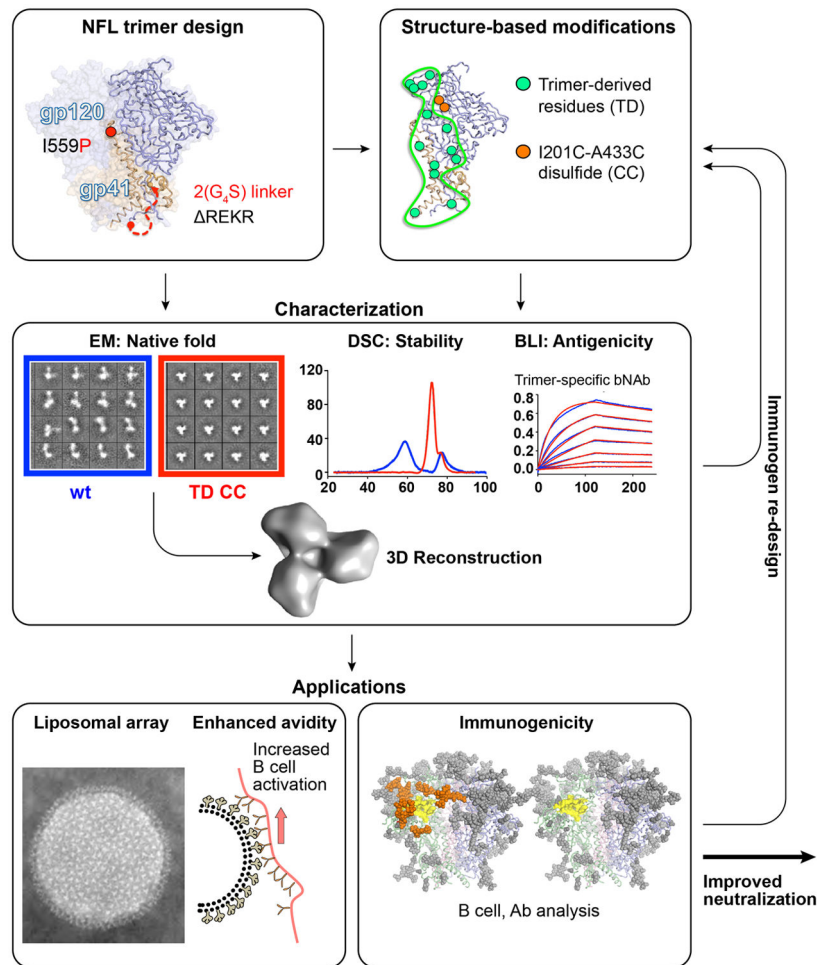 NFL trimer design
gp120
I559P
gp41
2(G₄S) linker
ΔREKR
Structure-based modifications
Trimer-derived
residues (TD)
I201C-A433C
disulfide (CC)
Characterization
EM: Native fold
wt
TD CC
DSC: Stability
120
80
40
0
20
40
60
80
100
BLI: Antigenicity
Trimer-specific bNAb
0.8
0.6
0.4
0.2
0.0
0
100
200
3D Reconstruction
Immunogen re-design
Applications
Liposomal array
Enhanced avidity
Increased
B cell
activation
Immunogenicity
B cell, Ab analysis
Improved
neutralization